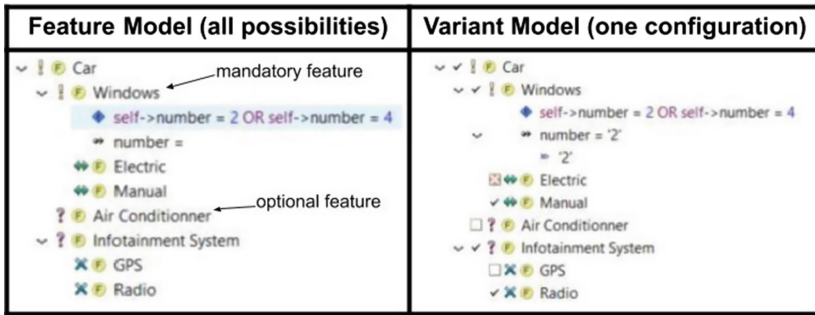 Feature Model (all possibilities)
Variant Model (one configuration)
! F Car
mandatory feature
! F Windows
self->number = 2 OR self->number = 4
number =
F Electric
F Manual
optional feature
? F Air Conditionner
? F Infotainment System
F GPS
F Radio
! F Car
! F Windows
self->number = 2 OR self->number = 4
number = '2'
'2'
F Electric
F Manual
? F Air Conditionner
? F Infotainment System
F GPS
F Radio